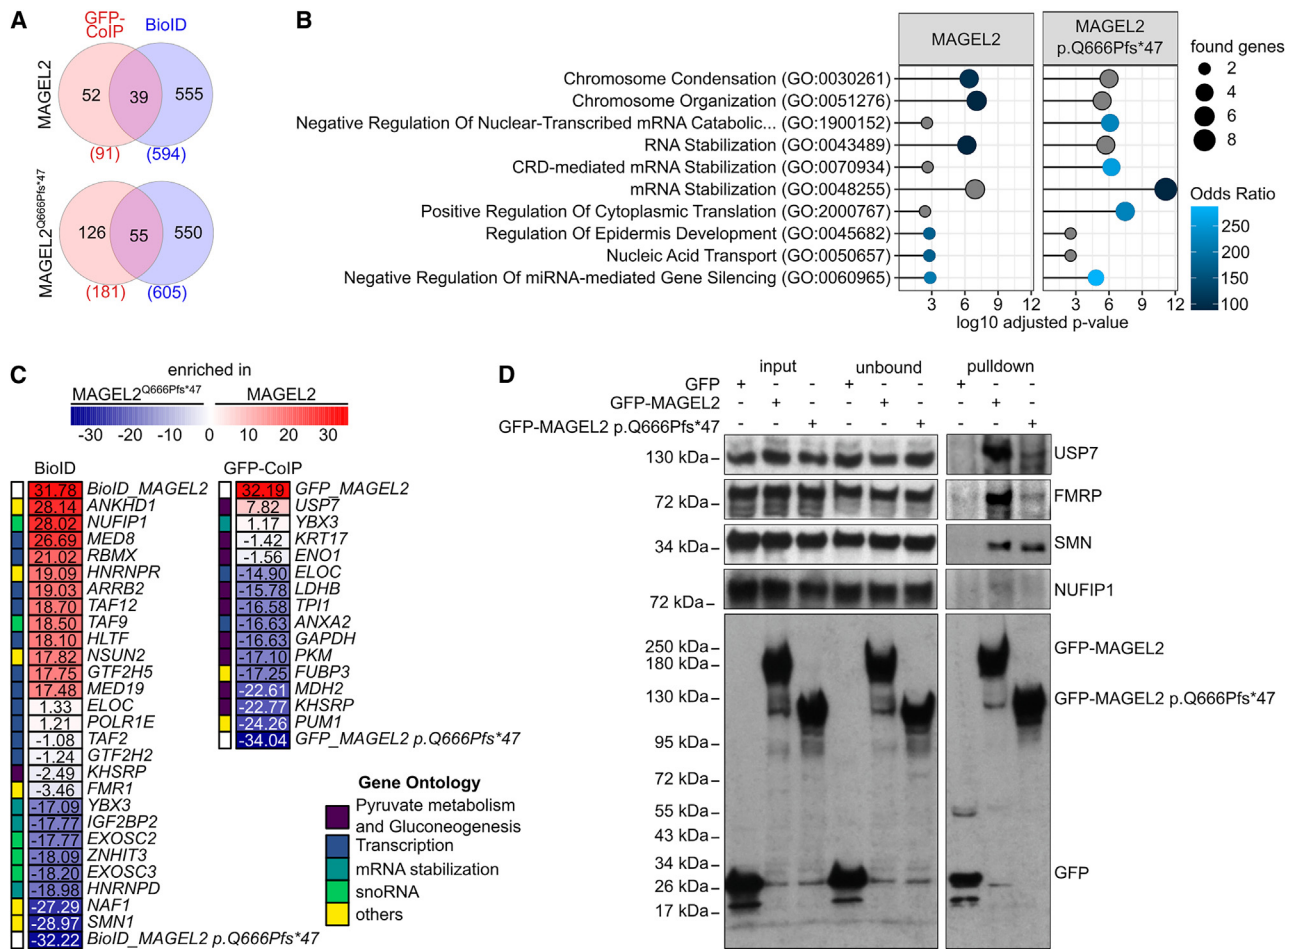 A
GFP-
CoIP
BioID
MAGEL2
52
39
555
(91)
(594)
MAGEL2Q666Pfs*47
126
55
550
(181)
(605)
B
MAGEL2
MAGEL2
p.Q666Pfs*47
Chromosome Condensation (GO:0030261)
Chromosome Organization (GO:0051276)
Negative Regulation Of Nuclear-Transcribed mRNA Catabolic... (GO:1900152)
RNA Stabilization (GO:0043489)
CRD-mediated mRNA Stabilization (GO:0070934)
mRNA Stabilization (GO:0048255)
Positive Regulation Of Cytoplasmic Translation (GO:2000767)
Regulation Of Epidermis Development (GO:0045682)
Nucleic Acid Transport (GO:0050657)
Negative Regulation Of miRNA-mediated Gene Silencing (GO:0060965)
3 6 9 12 3 6 9 12
log10 adjusted p-value
found genes
2
4
6
8
Odds Ratio
250
200
150
100
C
enriched in
MAGEL2Q666Pfs*47 MAGEL2
-30 -20 -10 0 10 20 30
BioID
31.78 BioID_MAGEL2
28.14 ANKHD1
28.02 NUFIP1
26.69 MED8
21.02 RBMX
19.09 HNRNPR
19.03 ARRB2
18.70 TAF12
18.50 TAF9
18.10 HLTF
17.82 NSUN2
17.75 GTF2H5
17.48 MED19
1.33 ELOC
1.21 POLR1E
-1.08 TAF2
-1.24 GTF2H2
-2.49 KHSRP
-3.46 FMR1
-17.09 YBX3
-17.77 IGF2BP2
-17.77 EXOSC2
-18.09 ZNHIT3
-18.20 EXOSC3
-18.98 HNRNPD
-27.29 NAF1
-28.97 SMN1
-32.22 BioID_MAGEL2 p.Q666Pfs*47
GFP-CoIP
32.19 GFP_MAGEL2
7.82 USP7
1.17 YBX3
-1.42 KRT17
-1.56 ENO1
-14.90 ELOC
-15.78 LDHB
-16.58 TPI1
-16.63 ANXA2
-16.63 GAPDH
-17.10 PKM
-17.25 FUBP3
-22.61 MDH2
-22.77 KHSRP
-24.26 PUM1
-34.04 GFP_MAGEL2 p.Q666Pfs*47
Gene Ontology
Pyruvate metabolism
and Gluconeogenesis
Transcription
mRNA stabilization
snoRNA
others
D
input unbound pulldown
GFP + - - + - - + - -
GFP-MAGEL2 - + - - + - - + -
GFP-MAGEL2 p.Q666Pfs*47 - - + - - + - - +
130 kDa USP7
72 kDa FMRP
34 kDa SMN
NUFIP1
72 kDa
250 kDa GFP-MAGEL2
180 kDa
130 kDa GFP-MAGEL2 p.Q666Pfs*47
95 kDa
72 kDa
55 kDa
43 kDa
34 kDa
GFP
26 kDa
17 kDa